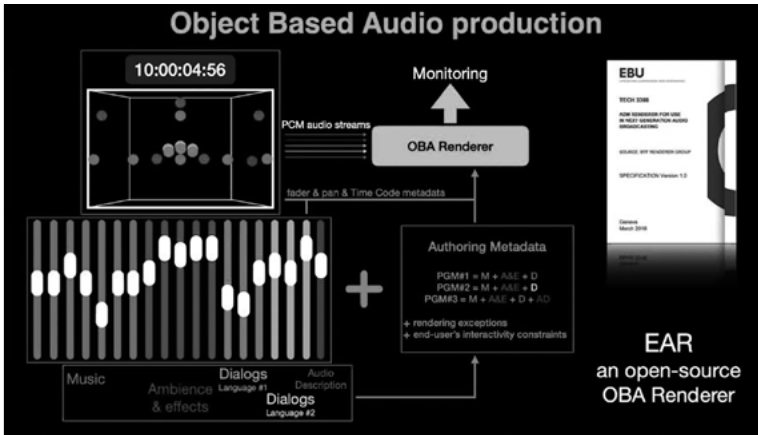 Object Based Audio production
10:00:04:56
Monitoring
PCM audio streams
OBA Renderer
fader & pan & Time Code metadata
Authoring Metadata
PGM#1 = M + A&E + D
PGM#2 = M + A&E + D
PGM#3 = M + A&E + D + AD
+ rendering exceptions
+ end-user's interactivity constraints
Music
Ambience
& effects
Dialogs
Language #1
Dialogs
Language #2
Audio
Description
EBU
TECH 3388
ADM RENDERER FOR USE
IN NEXT GENERATION AUDIO
BROADCASTING
SOURCE: BTF RENDERER GROUP
SPECIFICATION Version 1.0
Geneva
March 2018
EAR
an open-source
OBA Renderer